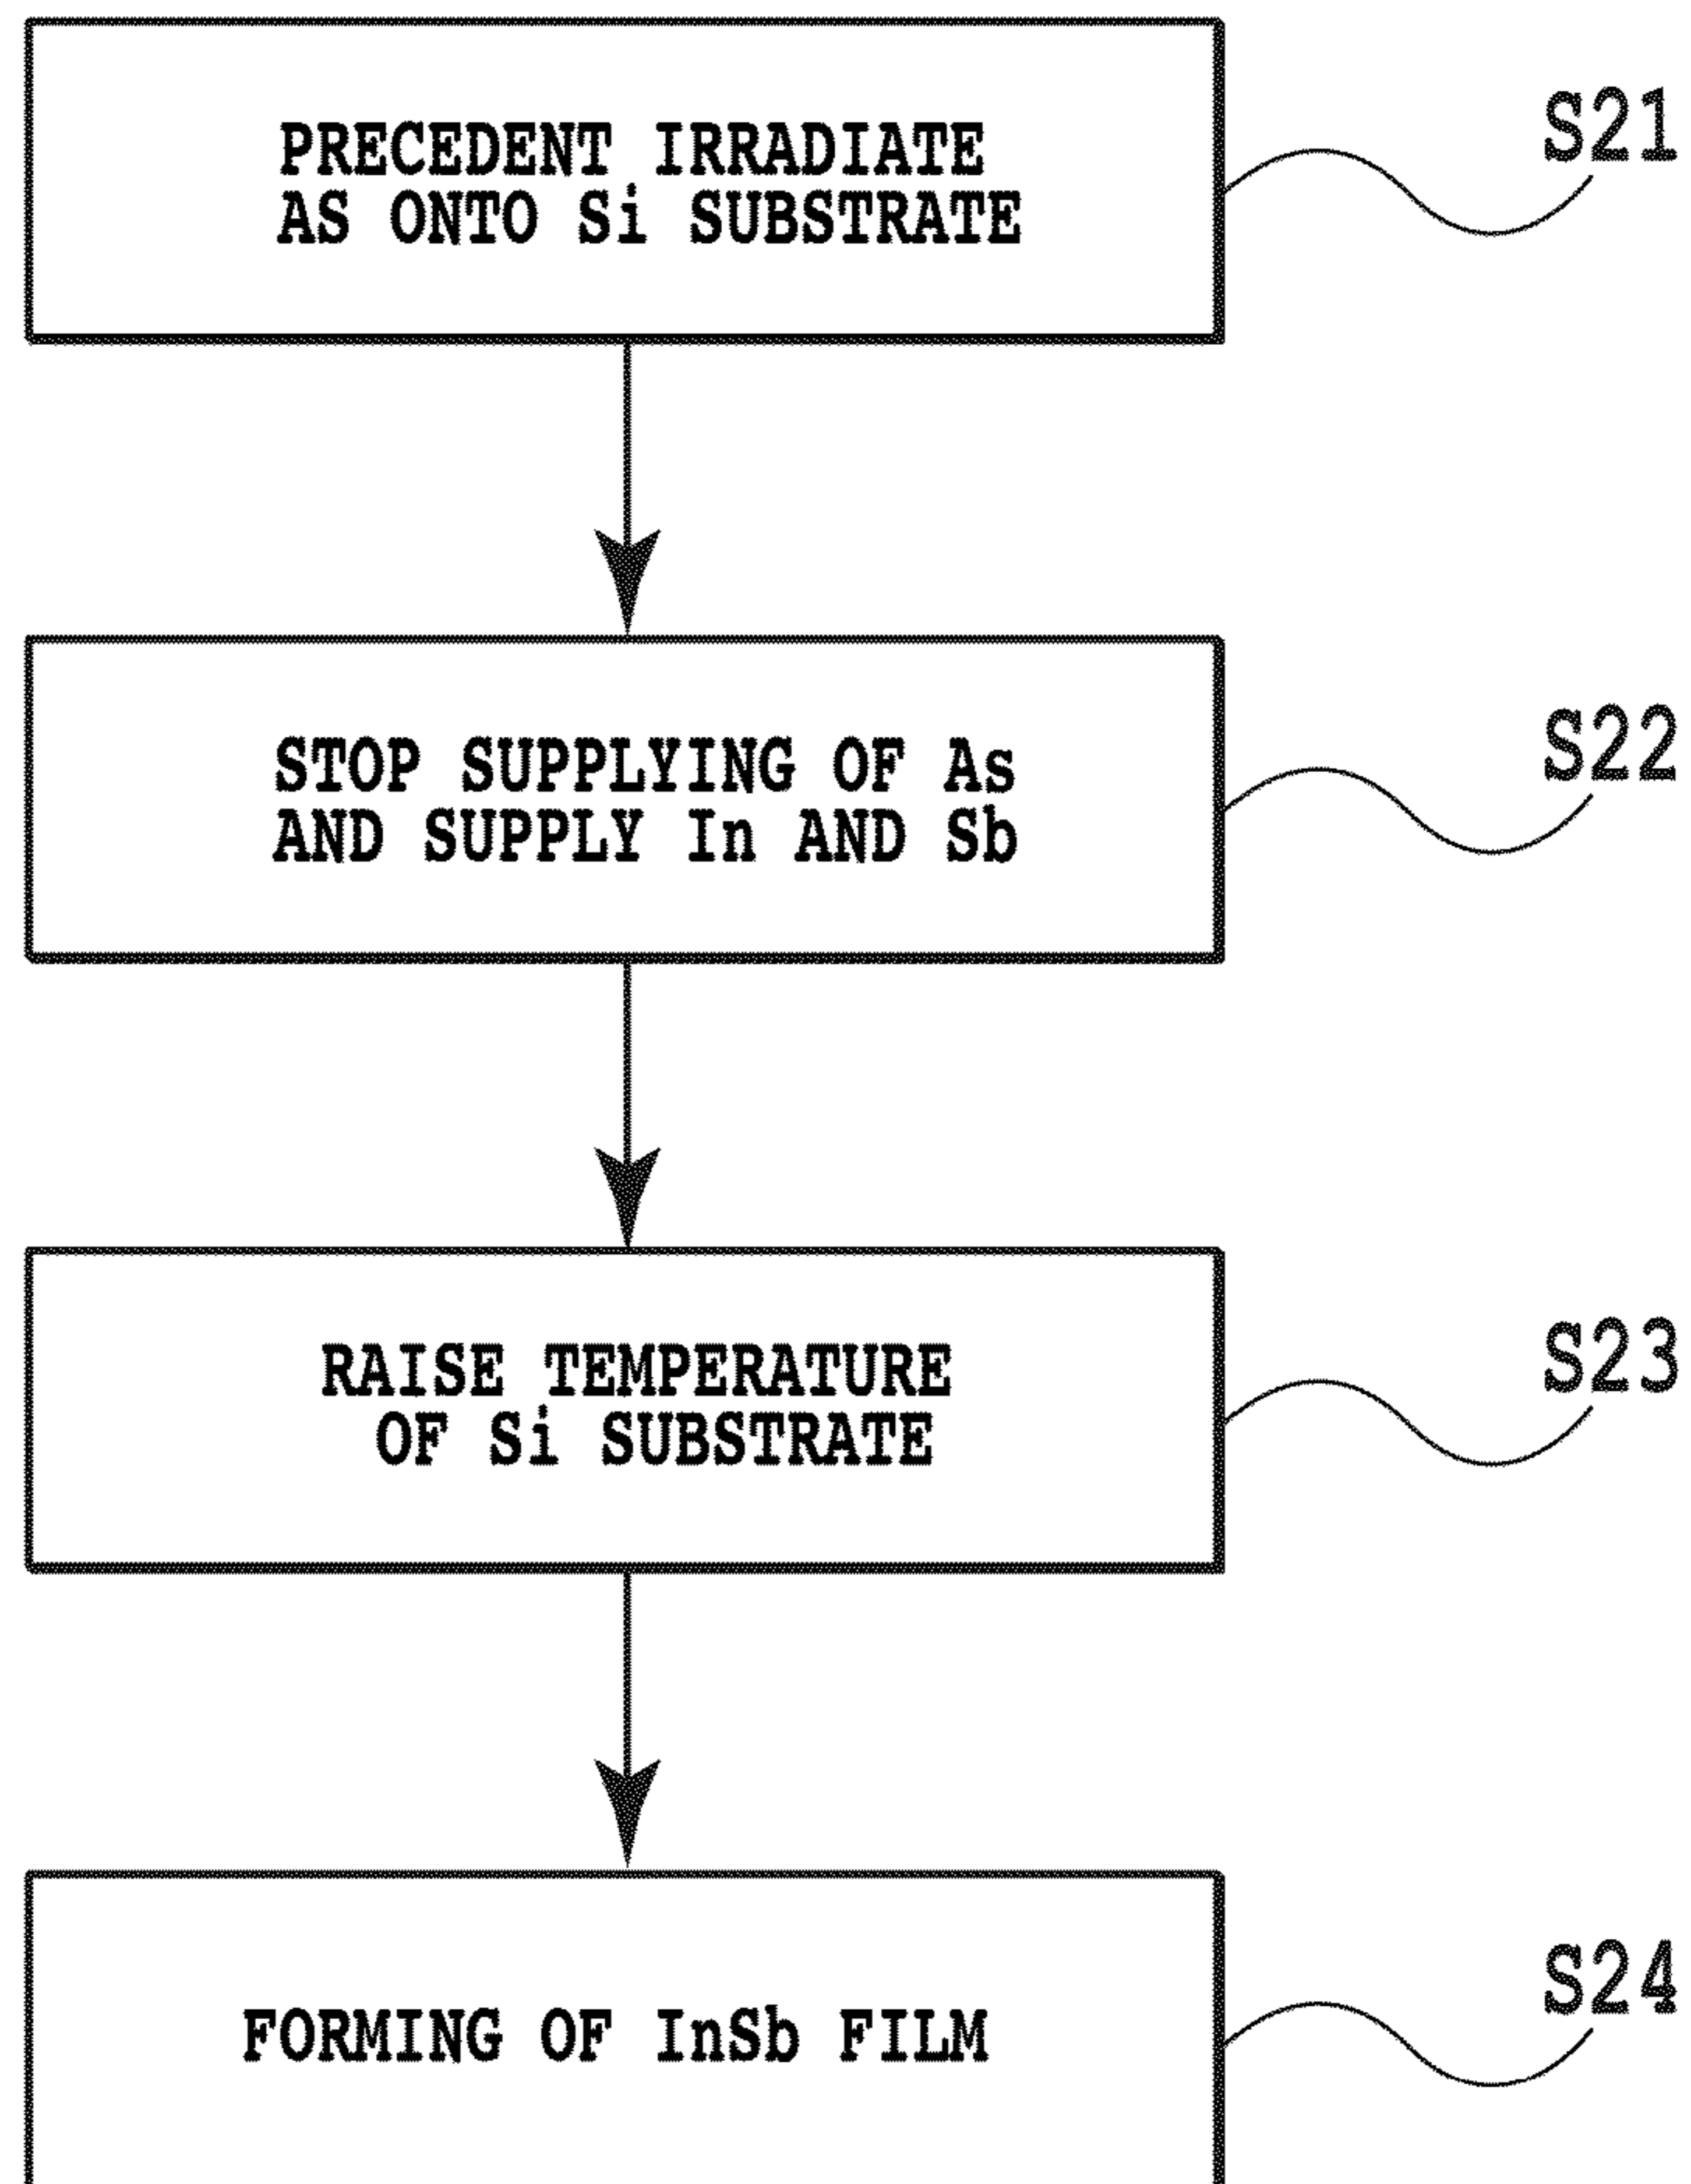 PRECEDENT IRRADIATE
AS ONTO Si SUBSTRATE
S21
STOP SUPPLYING OF As
AND SUPPLY In AND Sb
S22
RAISE TEMPERATURE
OF Si SUBSTRATE
S23
FORMING OF InSb FILM
S24